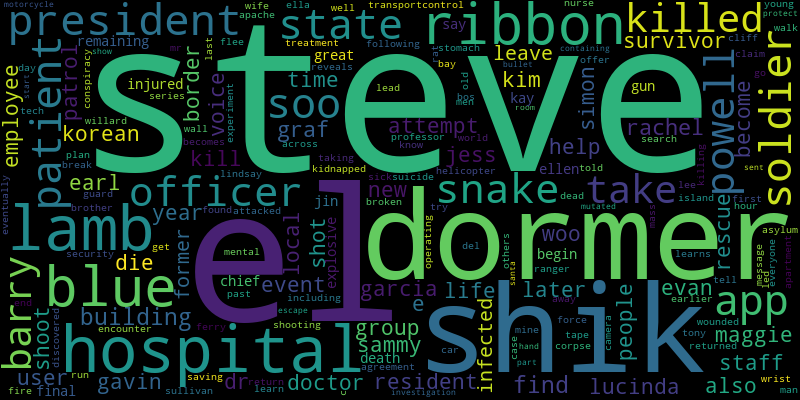 motorcycle
wife
ella
well
transportcontrol
nurse
young
president
apache
state
ribbon
say
killed
protect
remaining
flee
treatment
following
stomach
cliff
walk
survivor
day
show
mr
last
great
reveals
bay
rat
offer
containing
bullet
claim
go
steve
patient
patrol
conspiracy
injured
border
time
leave
simon
employee
tech
series
voice
soo
lead
old
men
boss
kim
gun
room
powell
become
soldier
korean
willard
wall
experiment
graf
attempt
kay
rachel
plan
becomes
across
professor
world
search
break
kill
taking
know
jess
help
killing
earl
lindsay
kidnapped
helicopter
ellen
told
lee
sent
guard
officer
sick
suicide
snake
dead
take
island
first
eventually
brother
year
found
attacked
jin
broken
new
try
mutated
mass
hour
asylum
lamb
el
dormer
security
get
former
local
shot
explosive
operating
del
others
woo
rescue
message
led
everyone
die
mental
begin
learns
apartment
barry
blue
chief
event
garcia
santa
ranger
tell
discovered
past
including
e
life
later
evan
earlier
building
escape
shik
away
people
app
end
encounter
ferry
shooting
group
infected
mine
force
camera
tony
wounded
maggie
shoot
hospital
sammy
car
case
hand
tape
corpse
returned
staff
user
run
death
part
gavin
saving
dr
return
doctor
agreement
resident
find
lucinda
also
wrist
fire
final
sullivan
learn
c
investigation
man